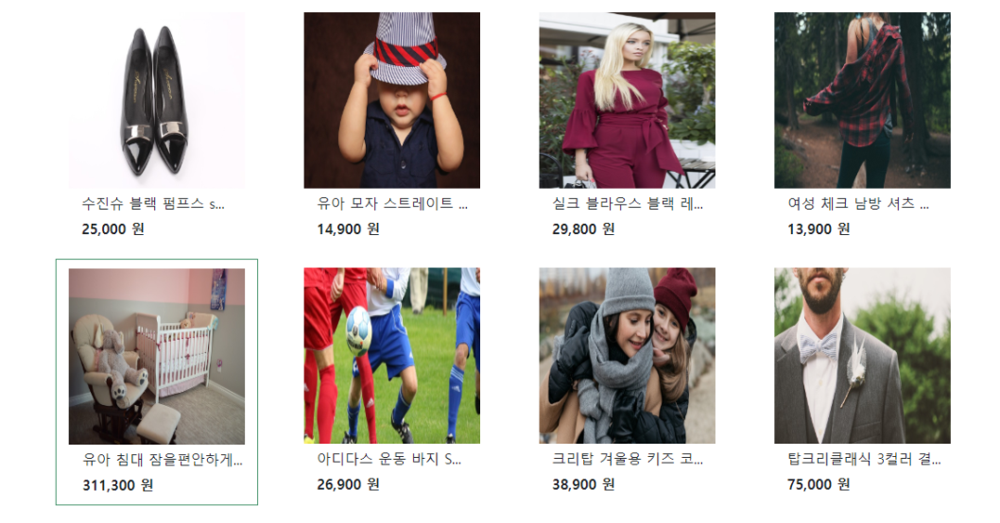 수진슈 블랙 펌프스 s...
25,000 원
유아 모자 스트레이트 ...
14,900 원
실크 블라우스 블랙 레...
29,800 원
여성 체크 남방 셔츠 ...
13,900 원
유아 침대 잠을편안하게...
311,300 원
아디다스 운동 바지 S...
26,900 원
크리탑 겨울용 키즈 코...
38,900 원
탑크리클래식 3컬러 결...
75,000 원